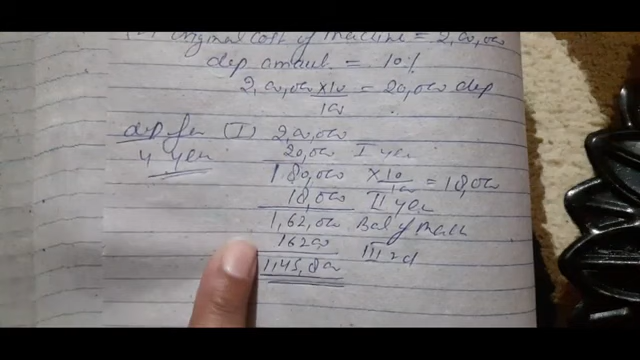 original cost of machine = 2,00,000
dep amount = 10%
2,00,000 × 10/100 = 20,000 dep
dep for (I) 2,00,000
4 year 20,000 I year
180,000 × 10/100 = 18,000
18,000 II year
1,62,000 Bal of mach
16200 III rd
1,45,800